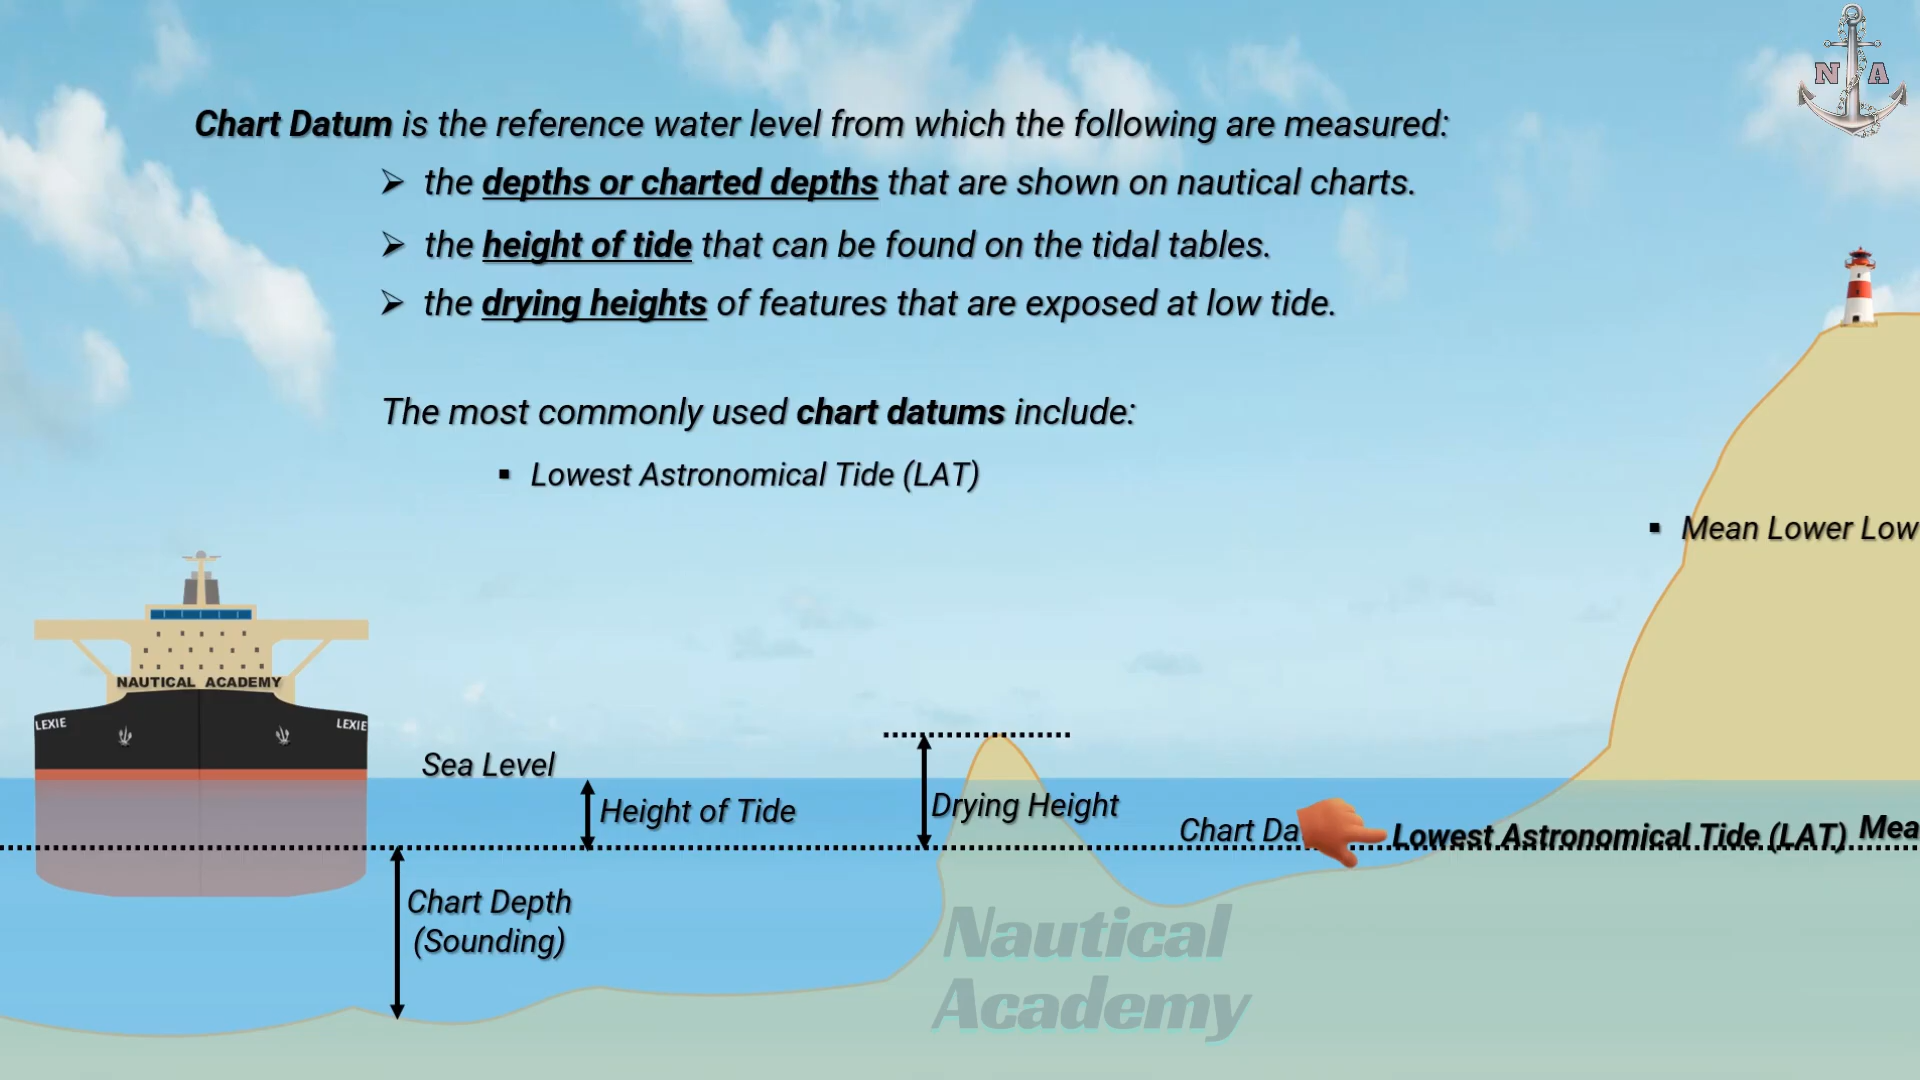 N A
Chart Datum is the reference water level from which the following are measured:
the depths or charted depths that are shown on nautical charts.
the height of tide that can be found on the tidal tables.
the drying heights of features that are exposed at low tide.
The most commonly used chart datums include:
Lowest Astronomical Tide (LAT)
Mean Lower Low
NAUTICAL ACADEMY
LEXIE
LEXIE
Sea Level
Height of Tide
Drying Height
Chart Da
Lowest Astronomical Tide (LAT)
Mea
Chart Depth
(Sounding)
Nautical
Academy